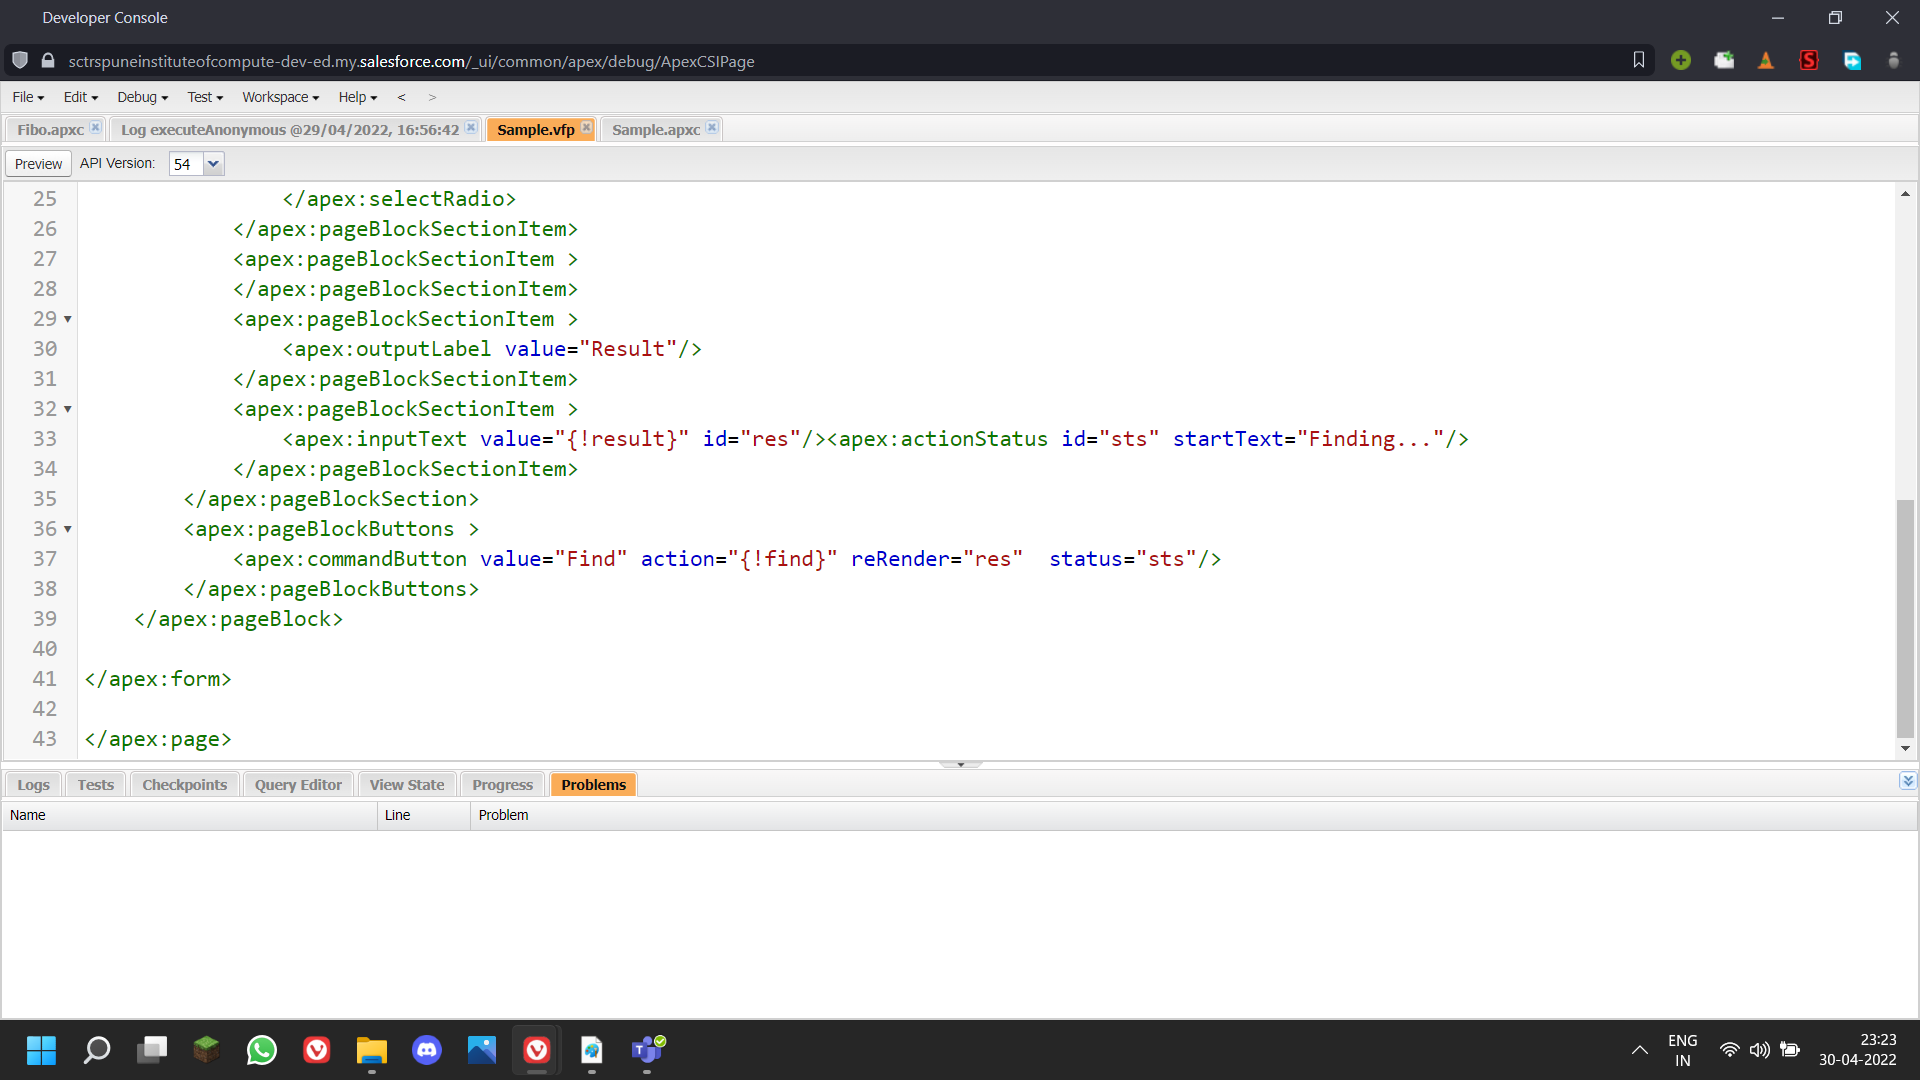 Developer Console
sctrspuneinstituteofcompute-dev-ed.my.salesforce.com/_ui/common/apex/debug/ApexCSIPage
File Edit Debug Test Workspace Help < >
Fibo.apxc Log executeAnonymous @29/04/2022, 16:56:42 Sample.vfp Sample.apxc
Preview API Version: 54
25 </apex:selectRadio>
26 </apex:pageBlockSectionItem>
27 <apex:pageBlockSectionItem >
28 </apex:pageBlockSectionItem>
29 <apex:pageBlockSectionItem >
30 <apex:outputLabel value="Result"/>
31 </apex:pageBlockSectionItem>
32 <apex:pageBlockSectionItem >
33 <apex:inputText value="{!result}" id="res"/><apex:actionStatus id="sts" startText="Finding..."/>
34 </apex:pageBlockSectionItem>
35 </apex:pageBlockSection>
36 <apex:pageBlockButtons >
37 <apex:commandButton value="Find" action="{!find}" reRender="res"  status="sts"/>
38 </apex:pageBlockButtons>
39 </apex:pageBlock>
40
41 </apex:form>
42
43 </apex:page>
Logs Tests Checkpoints Query Editor View State Progress Problems
Name Line Problem
ENG 23:23
IN 30-04-2022